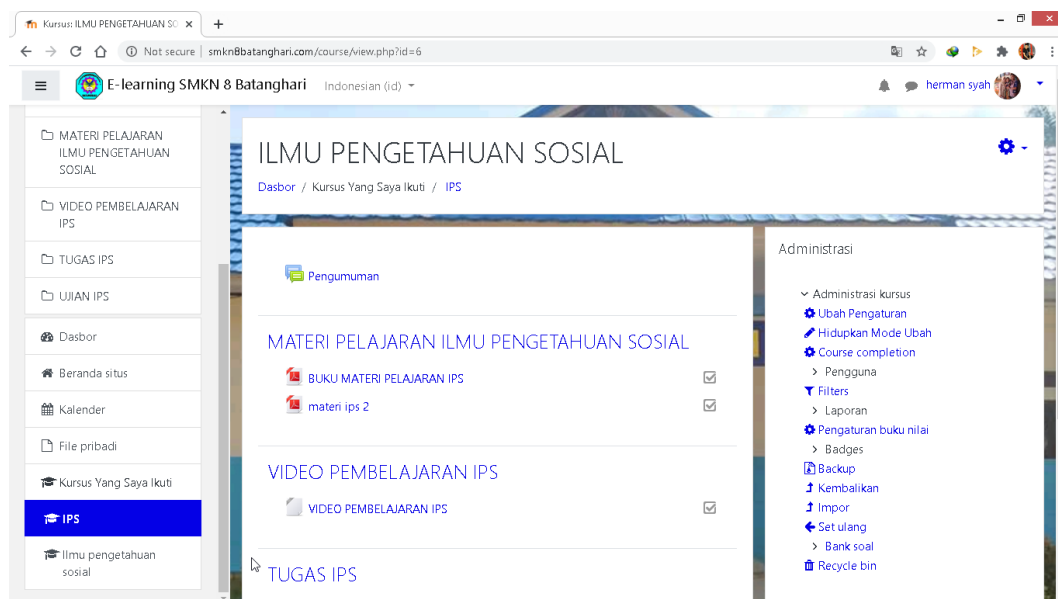 Kursus: ILMU PENGETAHUAN SO
Not secure | smkn8batanghari.com/course/view.php?id=6
E-learning SMKN 8 Batanghari
Indonesian (id)
herman syah
MATERI PELAJARAN
ILMU PENGETAHUAN
SOSIAL
VIDEO PEMBELAJARAN
IPS
TUGAS IPS
UJIAN IPS
Dasbor
Beranda situs
Kalender
File pribadi
Kursus Yang Saya Ikuti
IPS
Ilmu pengetahuan
sosial
ILMU PENGETAHUAN SOSIAL
Dasbor / Kursus Yang Saya Ikuti / IPS
Pengumuman
MATERI PELAJARAN ILMU PENGETAHUAN SOSIAL
BUKU MATERI PELAJARAN IPS
materi ips 2
VIDEO PEMBELAJARAN IPS
VIDEO PEMBELAJARAN IPS
TUGAS IPS
Administrasi
Administrasi kursus
Ubah Pengaturan
Hidupkan Mode Ubah
Course completion
Pengguna
Filters
Laporan
Pengaturan buku nilai
Badges
Backup
Kembalikan
Impor
Set ulang
Bank soal
Recycle bin